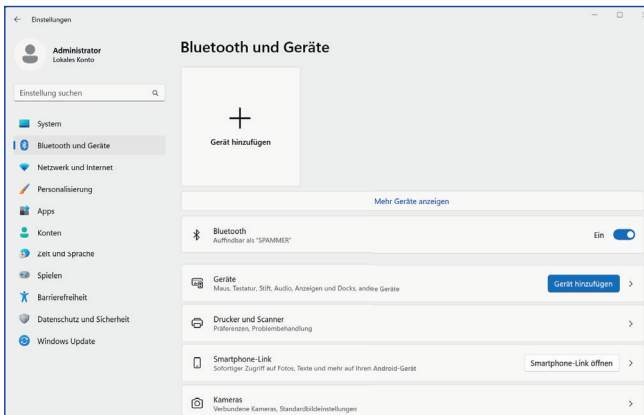 Einstellungen
Administrator
Lokales Konto
Einstellung suchen
System
Bluetooth und Geräte
Netzwerk und Internet
Personalisierung
Apps
Konten
Zeit und Sprache
Spielen
Barrierefreiheit
Datenschutz und Sicherheit
Windows Update
Bluetooth und Geräte
Gerät hinzufügen
Mehr Geräte anzeigen
Bluetooth
Auffindbar als "SPAMMER"
Ein
Geräte
Maus, Tastatur, Stift, Audio, Anzeigen und Docks, andere Geräte
Gerät hinzufügen
Drucker und Scanner
Präferenzen, Problembehandlung
Smartphone-Link
Sofortiger Zugriff auf Fotos, Texte und mehr auf Ihren Android-Gerät
Smartphone-Link öffnen
Kameras
Verbundene Kameras, Standardbildeinstellungen